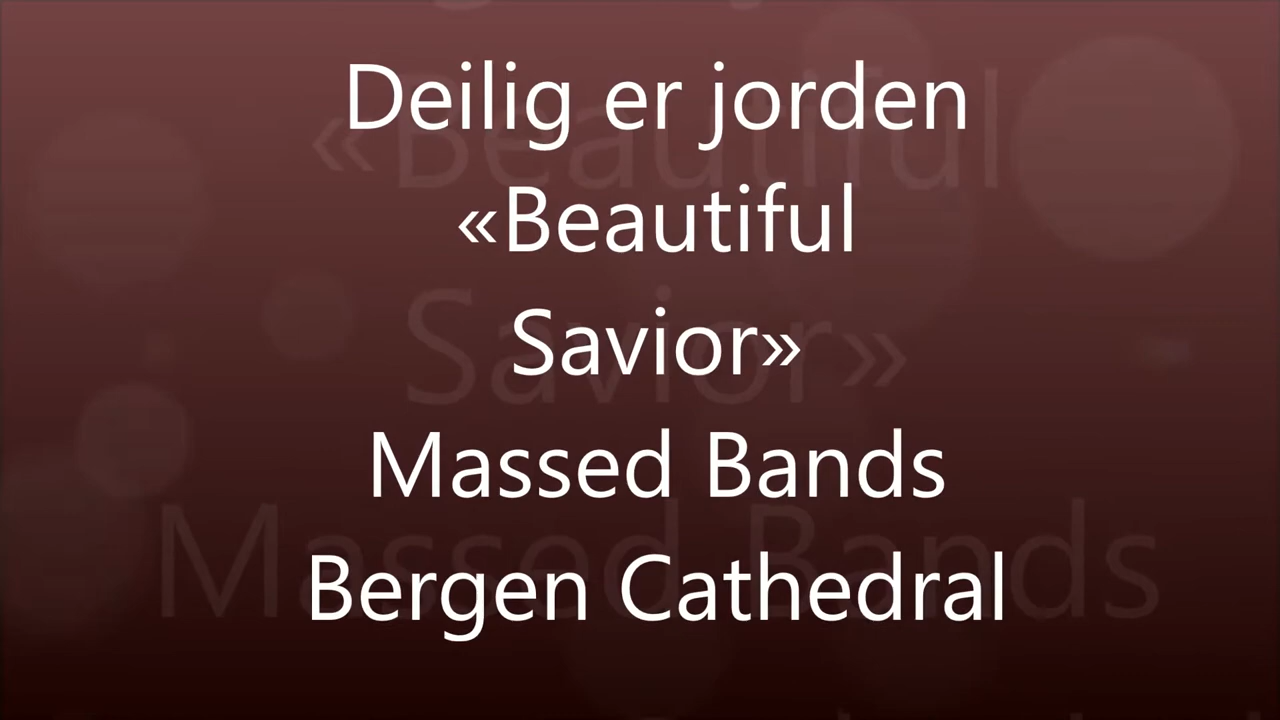 Deilig er jorden
«Beautiful
Savior»
Massed Bands
Bergen Cathedral